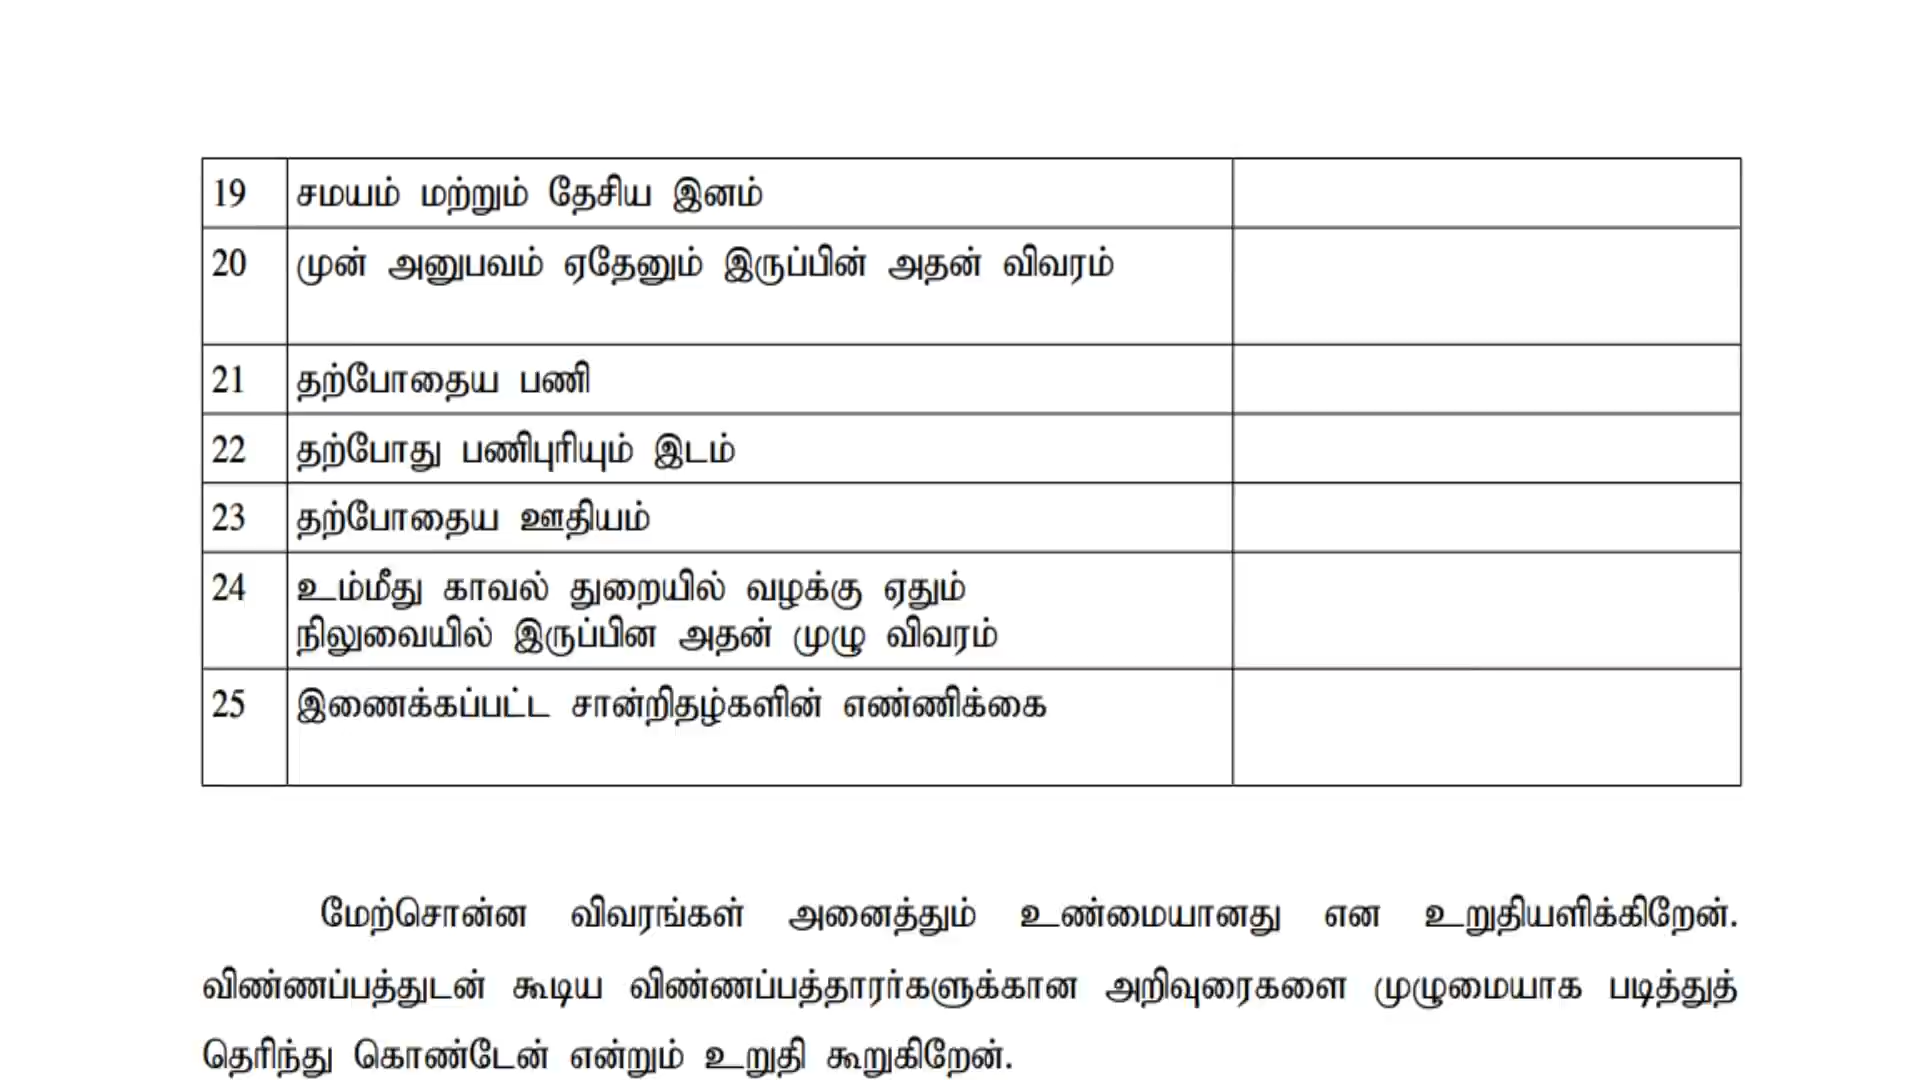 19 சமயம் மற்றும் தேசிய இனம்
20 முன் அனுபவம் ஏதேனும் இருப்பின் அதன் விவரம்
21 தற்போதைய பணி
22 தற்போது பணிபுரியும் இடம்
23 தற்போதைய ஊதியம்
24 உம்மீது காவல் துறையில் வழக்கு ஏதும்
நிலுவையில் இருப்பின அதன் முழு விவரம்
25 இணைக்கப்பட்ட சான்றிதழ்களின் எண்ணிக்கை
மேற்சொன்ன விவரங்கள் அனைத்தும் உண்மையானது என உறுதியளிக்கிறேன்.
விண்ணப்பத்துடன் கூடிய விண்ணப்பத்தாரர்களுக்கான அறிவுரைகளை முழுமையாக படித்துத்
தெரிந்து கொண்டேன் என்றும் உறுதி கூறுகிறேன்.